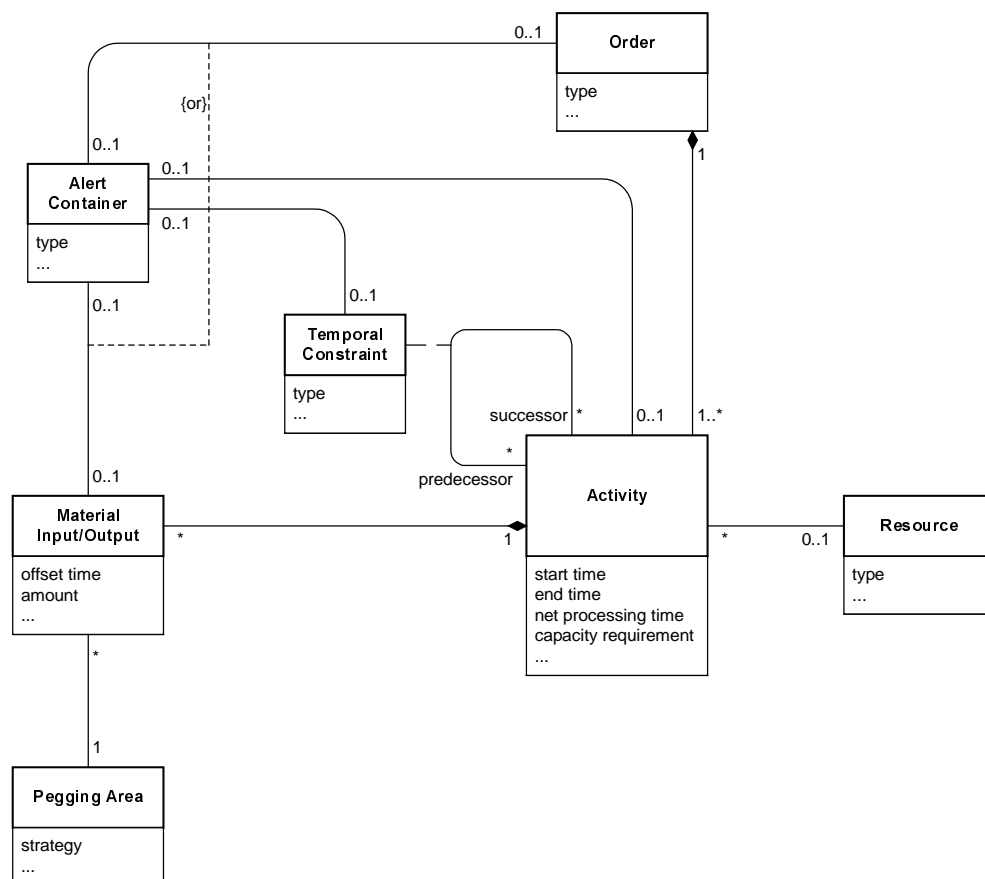 0..1
Order
type
...
{or}
1
0..1
0..1
Alert
Container
0..1
type
...
0..1
0..1
Temporal
Constraint
type
...
successor
*
0..1
1..*
*
predecessor
0..1
Material
Input/Output
Activity
Resource
*
1
*
0..1
offset time
amount
...
start time
end time
net processing time
capacity requirement
...
type
...
*
1
Pegging Area
strategy
...